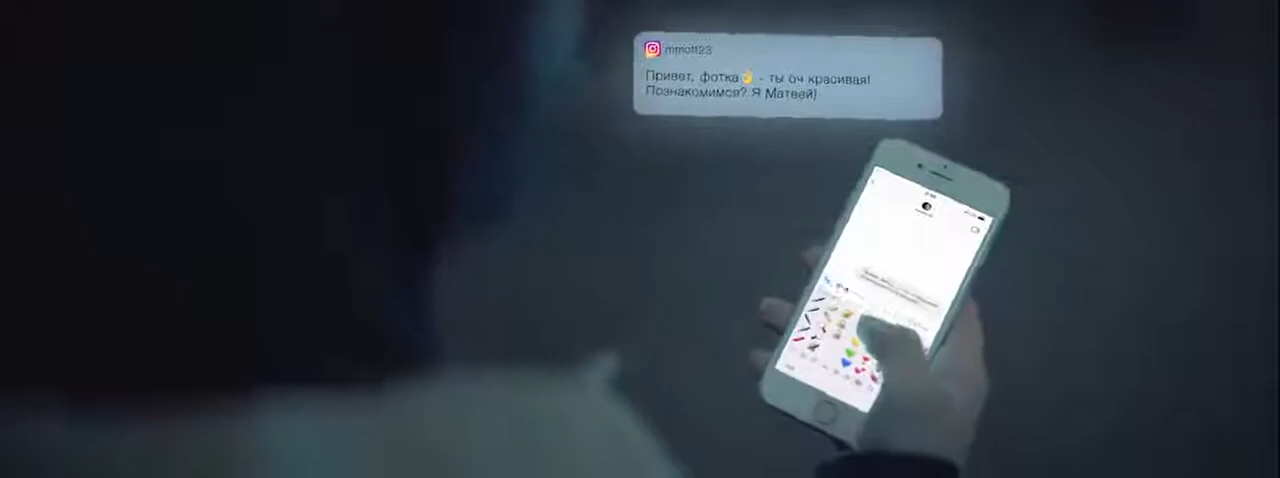 mmott23
Привет, фотка👌 - ты оч красивая!
Познакомимся? Я Матвей)